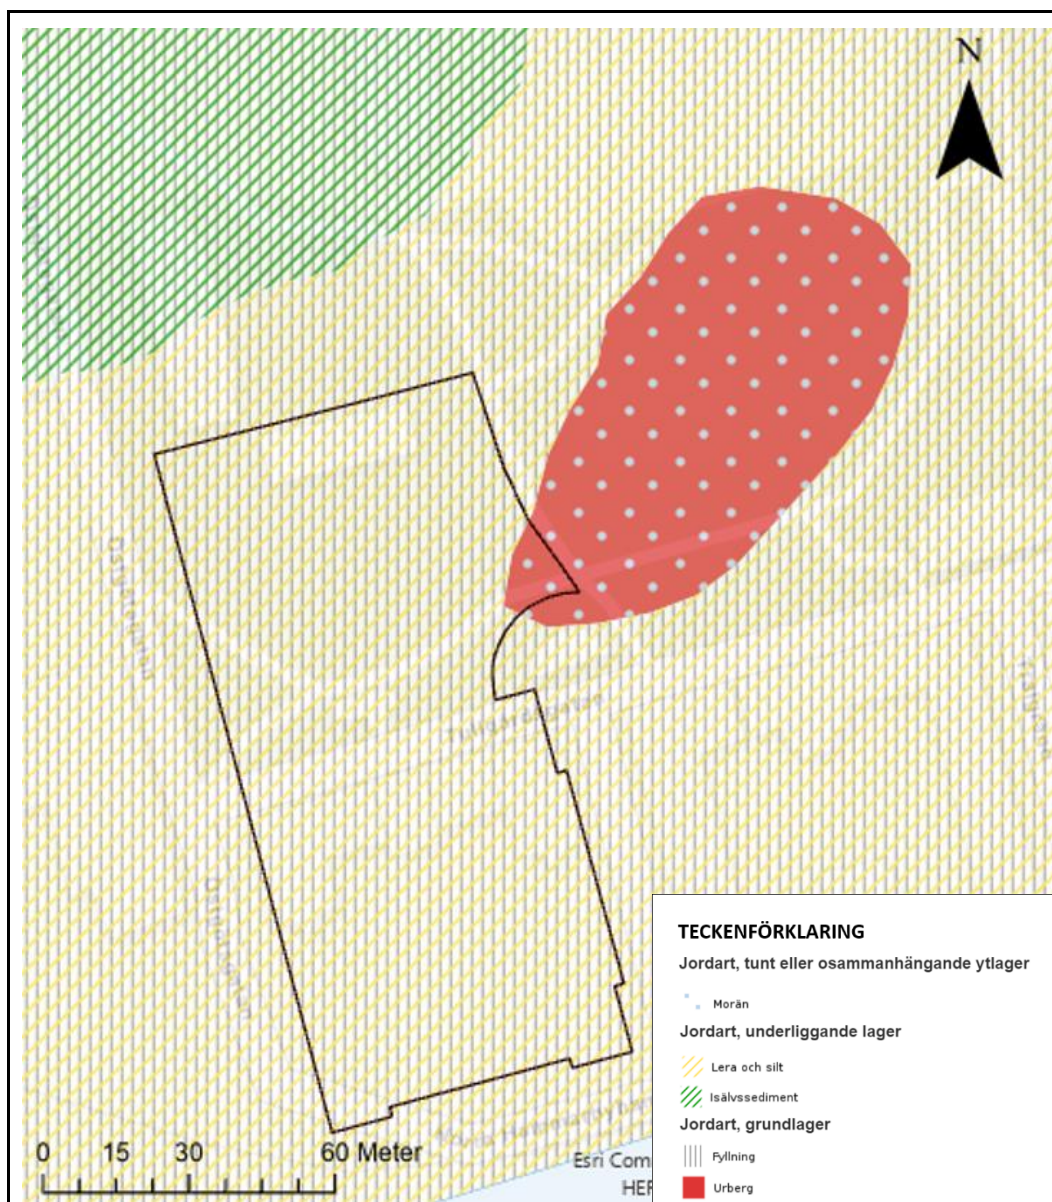 N
0 15 30 60 Meter
Esri Com
HER
TECKENFÖRKLARING
Jordart, tunt eller osammanhängande ytlager
Morän
Jordart, underliggande lager
Lera och silt
Isälvssediment
Jordart, grundlager
Fyllning
Urberg